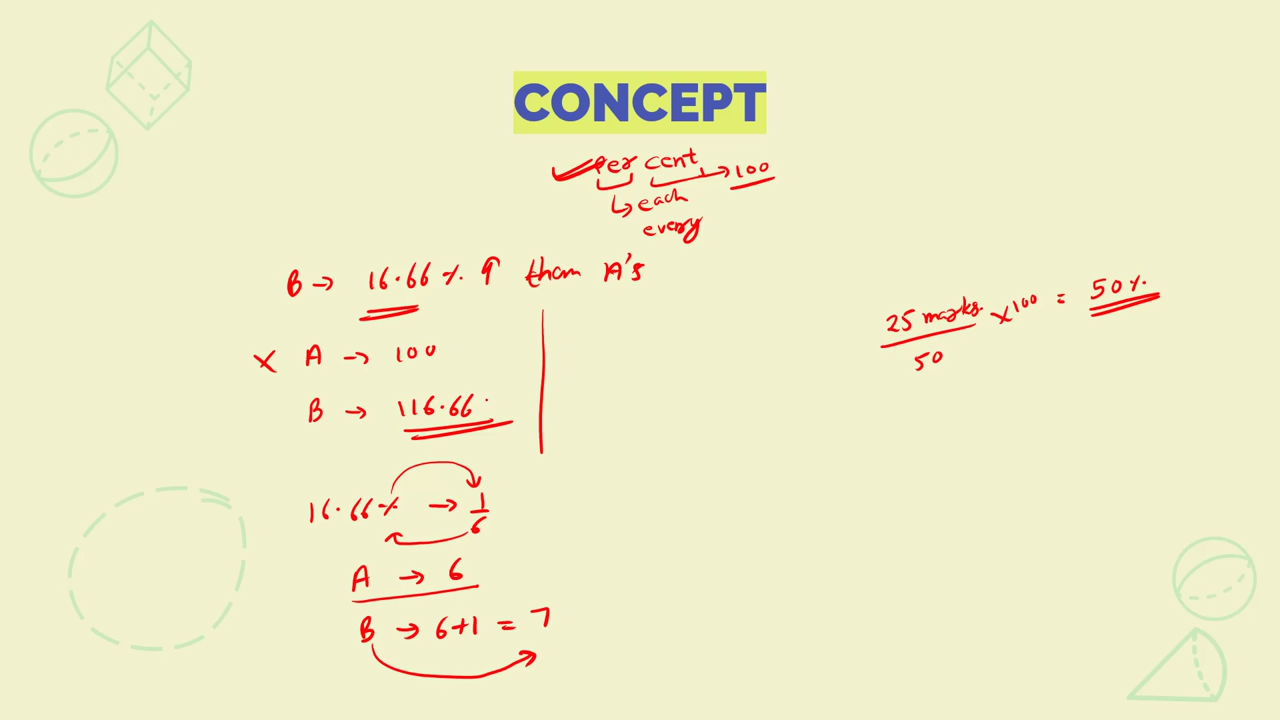 CONCEPT
Per cent → 100
↳ each
every
B → 16.66% ↑ than A's
25 marks / 50 × 100 = 50%
× A → 100
B → 116.66
16.66% → 1/6
A → 6
B → 6+1 = 7